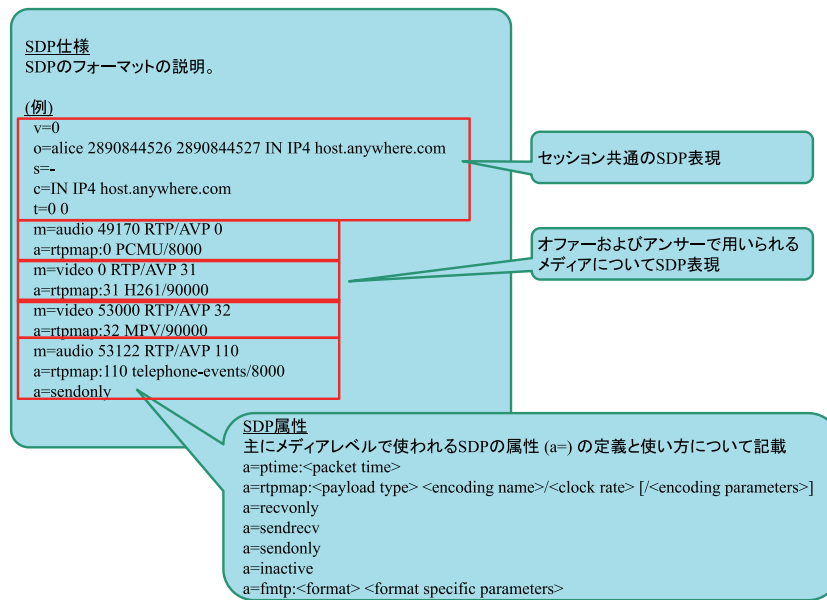 SDP仕様
SDPのフォーマットの説明。
(例)
v=0
o=alice 2890844526 2890844527 IN IP4 host.anywhere.com
s=-
c=IN IP4 host.anywhere.com
t=0 0
m=audio 49170 RTP/AVP 0
a=rtpmap:0 PCMU/8000
m=video 0 RTP/AVP 31
a=rtpmap:31 H261/90000
m=video 53000 RTP/AVP 32
a=rtpmap:32 MPV/90000
m=audio 53122 RTP/AVP 110
a=rtpmap:110 telephone-events/8000
a=sendonly
セッション共通のSDP表現
オファーおよびアンサーで用いられる
メディアについてSDP表現
SDP属性
主にメディアレベルで使われるSDPの属性 (a=) の定義と使い方について記載
a=ptime:<packet time>
a=rtpmap:<payload type> <encoding name>/<clock rate> [/<encoding parameters>]
a=recvonly
a=sendrecv
a=sendonly
a=inactive
a=fmtp:<format> <format specific parameters>